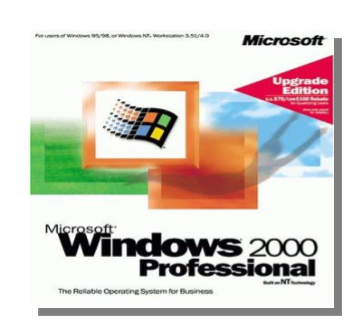 For users of Windows 95/98, or Windows NT® Workstation 3.51/4.0
Microsoft
Upgrade
Edition
Microsoft®
Windows 2000
Professional
Built on NT Technology
The Reliable Operating System for Business